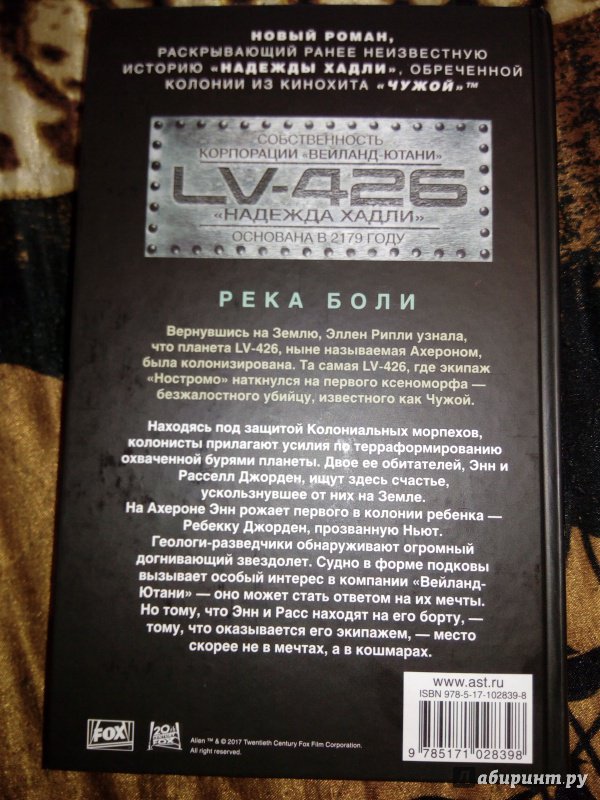 НОВЫЙ РОМАН,
РАСКРЫВАЮЩИЙ РАНЕЕ НЕИЗВЕСТНУЮ
ИСТОРИЮ «НАДЕЖДЫ ХАДЛИ», ОБРЕЧЕННОЙ
КОЛОНИИ ИЗ КИНОХИТА «ЧУЖОЙ»™
СОБСТВЕННОСТЬ
КОРПОРАЦИИ «ВЕЙЛАНД-ЮТАНИ»
LV-426
«НАДЕЖДА ХАДЛИ»
ОСНОВАНА В 2179 ГОДУ
РЕКА БОЛИ
Вернувшись на Землю, Эллен Рипли узнала,
что планета LV-426, ныне называемая Ахероном,
была колонизирована. Та самая LV-426, где экипаж
«Ностромо» наткнулся на первого ксеноморфа —
безжалостного убийцу, известного как Чужой.
Находясь под защитой Колониальных морпехов,
колонисты прилагают усилия по терраформированию
охваченной бурями планеты. Двое ее обитателей, Энн и
Расселл Джорден, ищут здесь счастье,
ускользнувшее от них на Земле.
На Ахероне Энн рожает первого в колонии ребенка —
Ребекку Джорден, прозванную Ньют.
Геологи-разведчики обнаруживают огромный
догнивающий звездолет. Судно в форме подковы
вызывает особый интерес в компании «Вейланд-
Ютани» — оно может стать ответом на их мечты.
Но тому, что Энн и Расс находят на его борту, —
тому, что оказывается его экипажем, — место
скорее не в мечтах, а в кошмарах.
www.ast.ru
ISBN 978-5-17-102839-8
9 785171 028398
FOX
20TH CENTURY FOX
Alien ™ & © 2017 Twentieth Century Fox Film Corporation.
All right reserved.
Лабиринт.ру